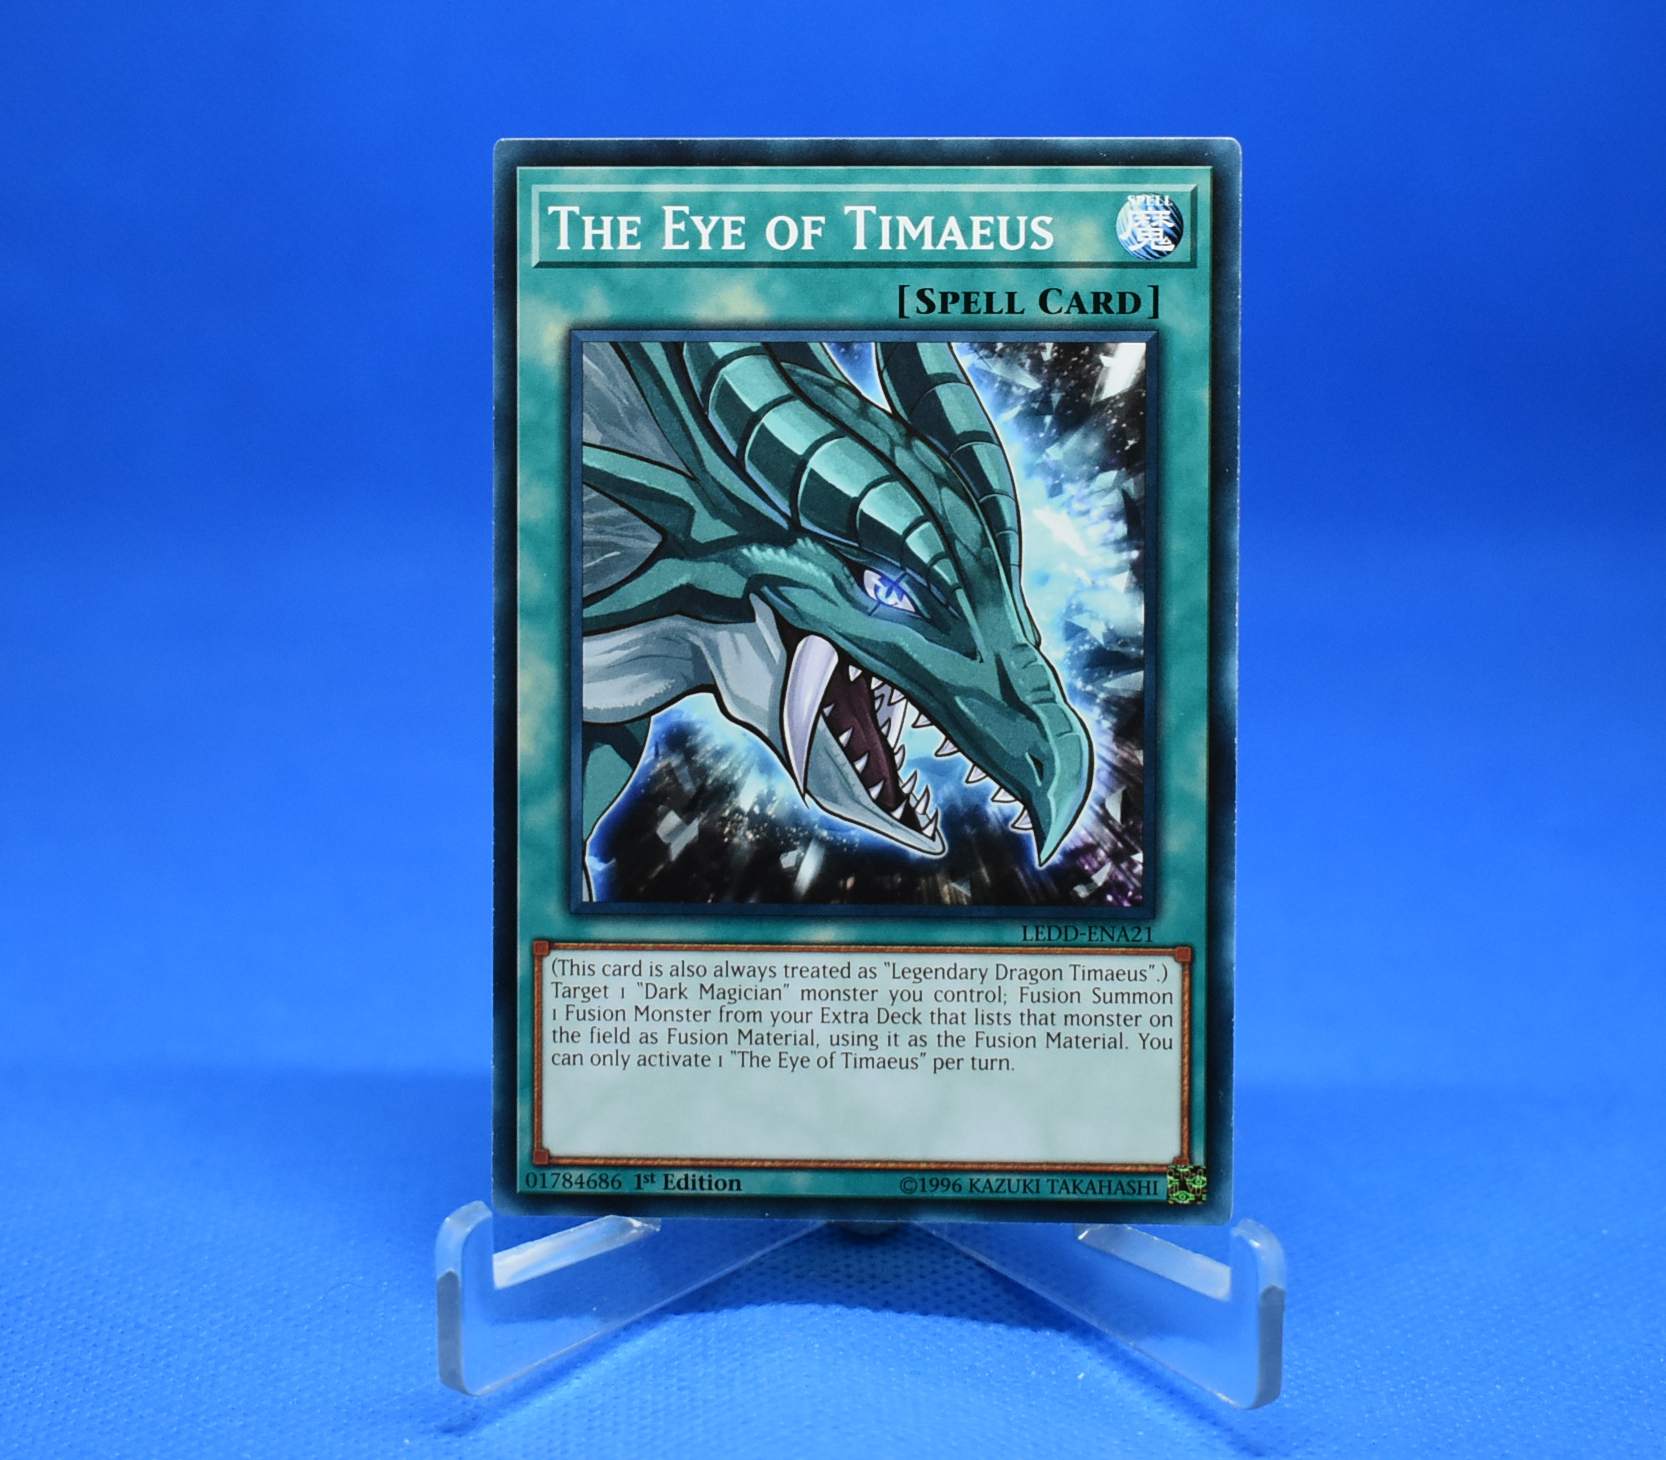 THE EYE OF TIMAEUS
SPELL
魔
[SPELL CARD]
LEDD-ENA21
(This card is also always treated as "Legendary Dragon Timaeus".)
Target 1 "Dark Magician" monster you control; Fusion Summon
1 Fusion Monster from your Extra Deck that lists that monster on
the field as Fusion Material, using it as the Fusion Material. You
can only activate 1 "The Eye of Timaeus" per turn.
01784686 1st Edition ©1996 KAZUKI TAKAHASHI